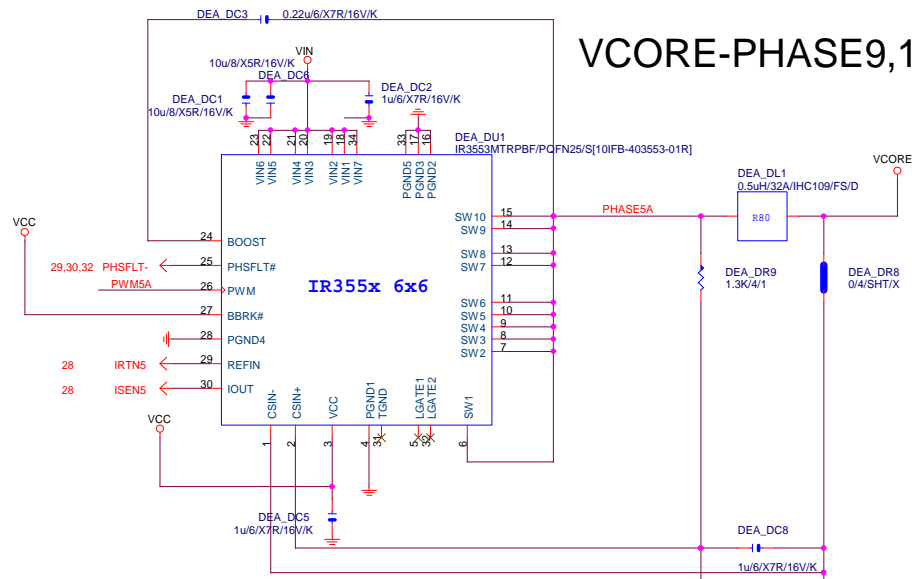 DEA_DC3
0.22u/6/X7R/16V/K
VCORE-PHASE9,1
VIN
10u/8/X5R/16V/K
DEA_DC6
DEA_DC1
10u/8/X5R/16V/K
DEA_DC2
1u/6/X7R/16V/K
DEA_DU1
IR3553MTRPBF/PQFN25/S[10IFB-403553-01R]
23
22
21
20
19
18
34
33
17
16
VIN6
VIN5
VIN4
VIN3
VIN2
VIN1
VIN7
PGND5
PGND3
PGND2
VCORE
DEA_DL1
0.5uH/32A/IHC109/FS/D
R80
PHASE5A
VCC
24
BOOST
29,30,32
PHSFLT-
25
PHSFLT#
PWM5A
26
PWM
27
BBRK#
28
PGND4
28
IRTN5
29
REFIN
28
ISEN5
30
IOUT
IR355x 6x6
SW10
15
SW9
14
SW8
13
SW7
12
SW6
11
SW5
10
SW4
9
SW3
8
SW2
7
DEA_DR9
1.3K/4/1
DEA_DR8
0/4/SHT/X
CSIN-
CSIN+
VCC
PGND1
TGND
LGATE1
LGATE2
SW1
1
2
3
4
31
5
32
6
VCC
DEA_DC5
1u/6/X7R/16V/K
DEA_DC8
1u/6/X7R/16V/K